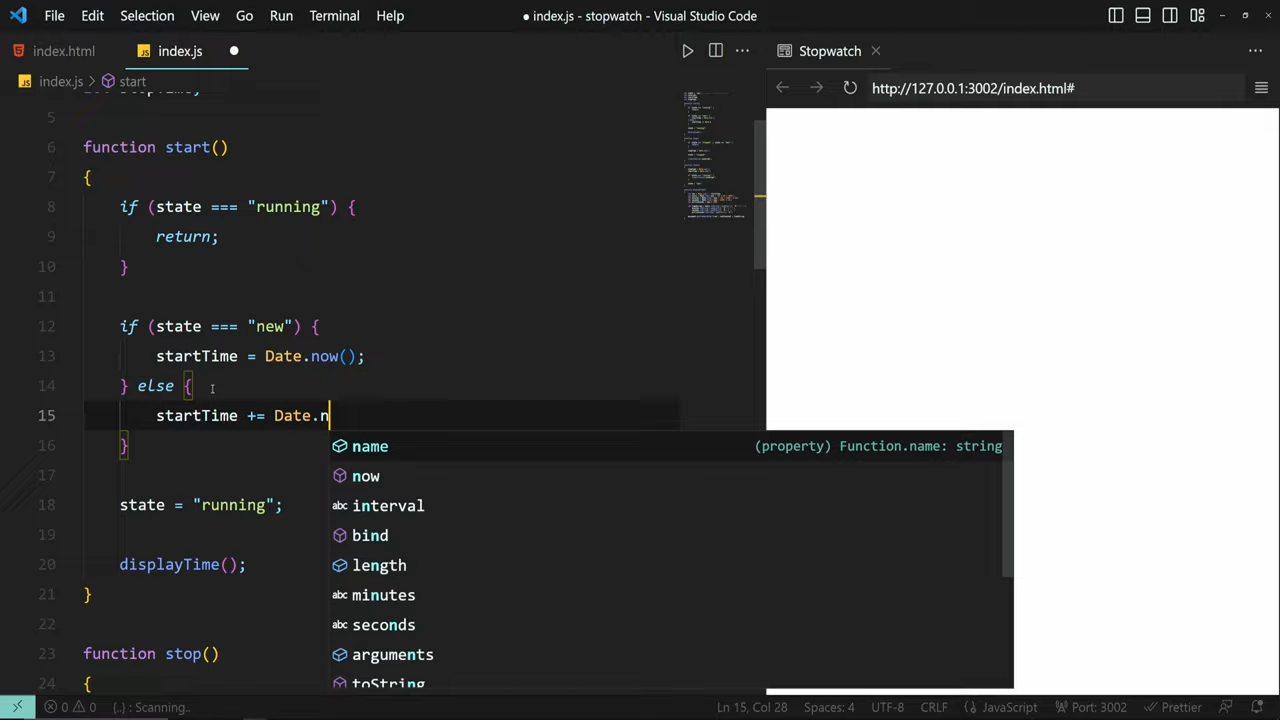 File Edit Selection View Go Run Terminal Help
● index.js - stopwatch - Visual Studio Code
index.html
JS index.js ●
Stopwatch
JS index.js > start
http://127.0.0.1:3002/index.html#
5
6 function start()
7 {
8 if (state === "running") {
9 return;
10 }
11
12 if (state === "new") {
13 startTime = Date.now();
14 } else {
15 startTime += Date.n
16 }
17
18 state = "running";
19
20 displayTime();
21 }
22
23 function stop()
24 {
name (property) Function.name: string
now
abc interval
bind
length
abc minutes
abc seconds
arguments
toString
0 0 {..} : Scanning..
Ln 15, Col 28 Spaces: 4 UTF-8 CRLF {} JavaScript Port: 3002 Prettier